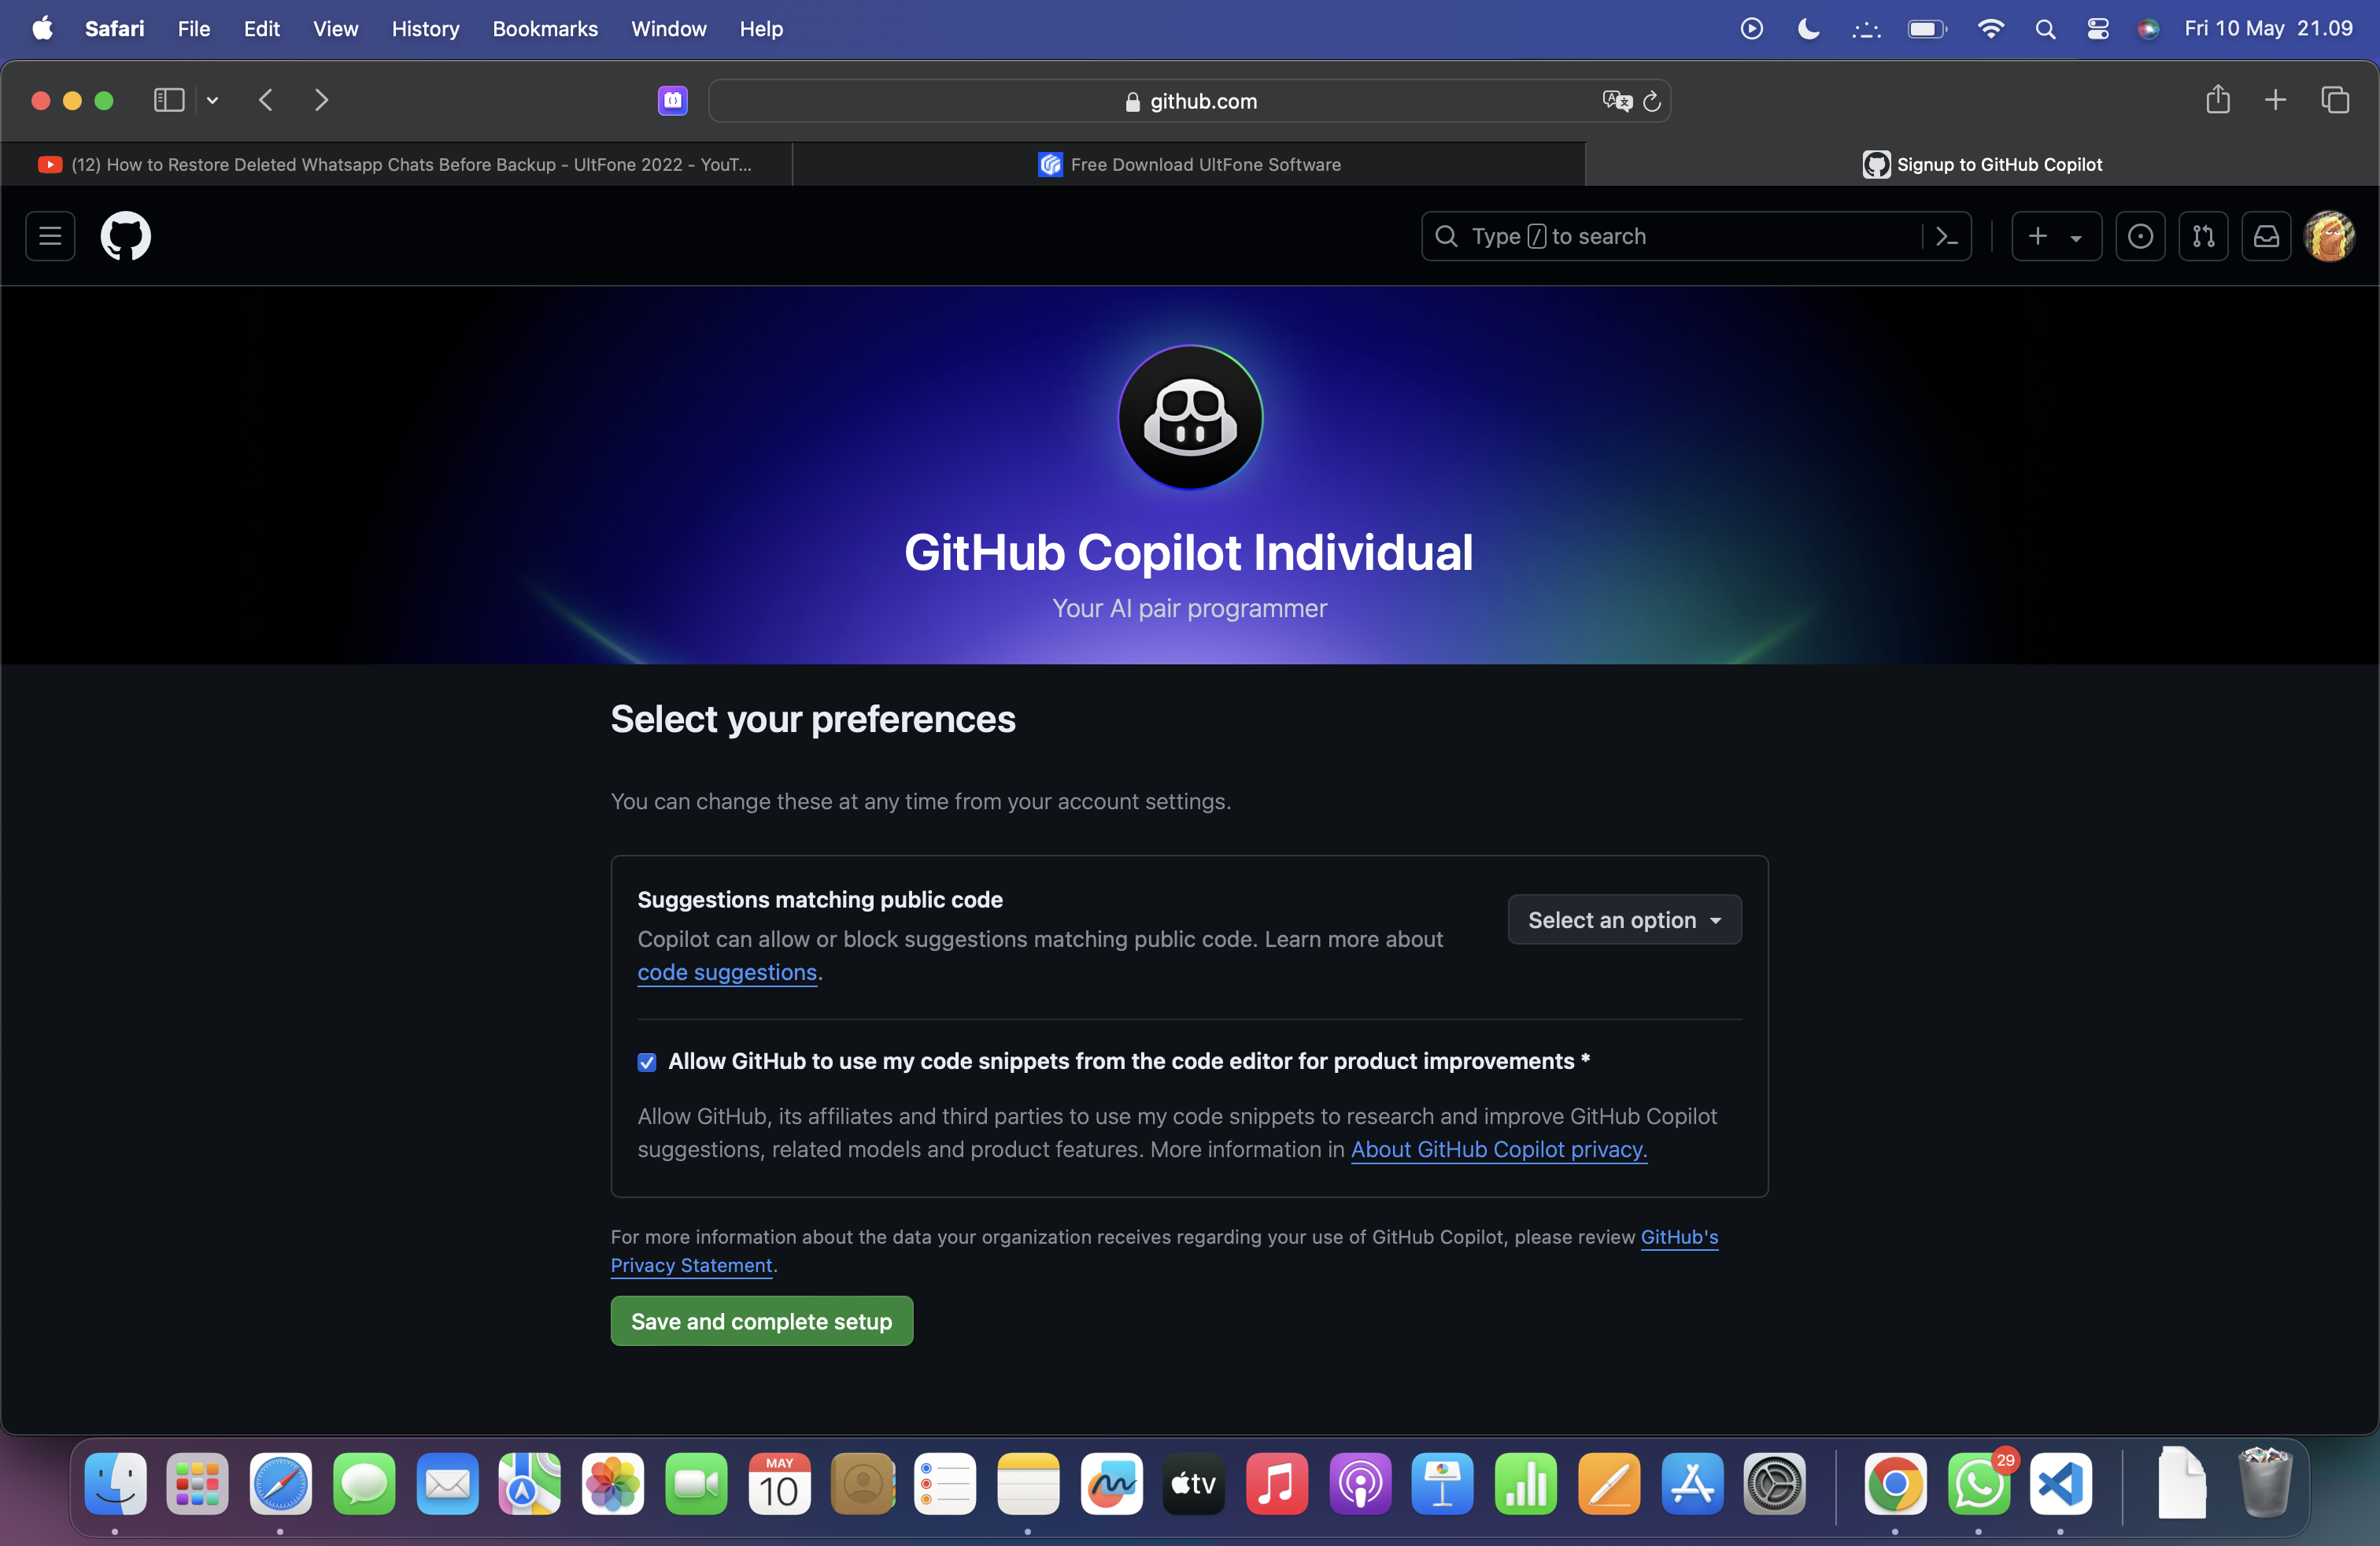 Safari File Edit View History Bookmarks Window Help Fri 10 May 21.09
github.com
(12) How to Restore Deleted Whatsapp Chats Before Backup - UltFone 2022 - YouT...
Free Download UltFone Software
Signup to GitHub Copilot
Type / to search
GitHub Copilot Individual
Your AI pair programmer
Select your preferences
You can change these at any time from your account settings.
Suggestions matching public code
Select an option
Copilot can allow or block suggestions matching public code. Learn more about
code suggestions.
Allow GitHub to use my code snippets from the code editor for product improvements *
Allow GitHub, its affiliates and third parties to use my code snippets to research and improve GitHub Copilot
suggestions, related models and product features. More information in About GitHub Copilot privacy.
For more information about the data your organization receives regarding your use of GitHub Copilot, please review GitHub's
Privacy Statement.
Save and complete setup
MAY
10
tv
29